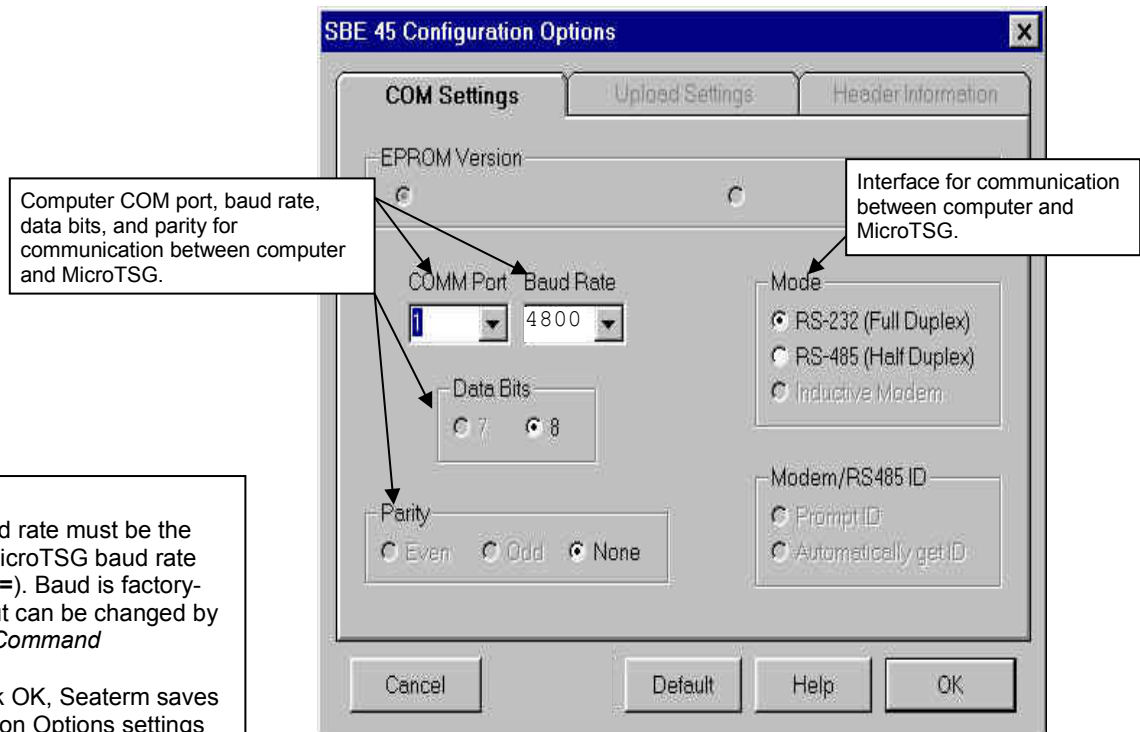 SBE 45 Configuration Options
COM Settings
Upload Settings
Header Information
EPROM Version
Computer COM port, baud rate,
data bits, and parity for
communication between computer
and MicroTSG.
Interface for communication
between computer and
MicroTSG.
COMM Port
Baud Rate
1
4800
Mode
RS-232 (Full Duplex)
RS-485 (Half Duplex)
Inductive Modem
Data Bits
7
8
Modem/RS485 ID
Prompt ID
Automatically get ID
Parity
Even
Odd
None
d rate must be the
icroTSG baud rate
=). Baud is factory-
ut can be changed by
Command
k OK, Seaterm saves
on Options settings
Cancel
Default
Help
OK